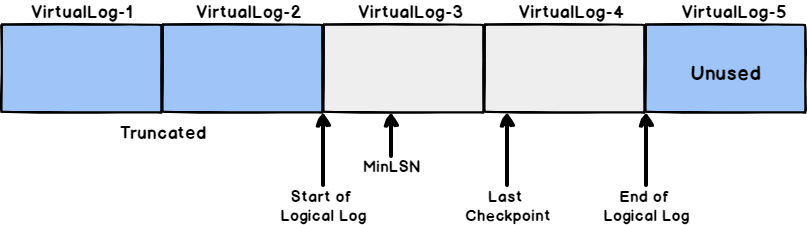 VirtualLog-1 VirtualLog-2 VirtualLog-3 VirtualLog-4 VirtualLog-5
Unused
Truncated
MinLSN
Start of
Logical Log
Last
Checkpoint
End of
Logical Log